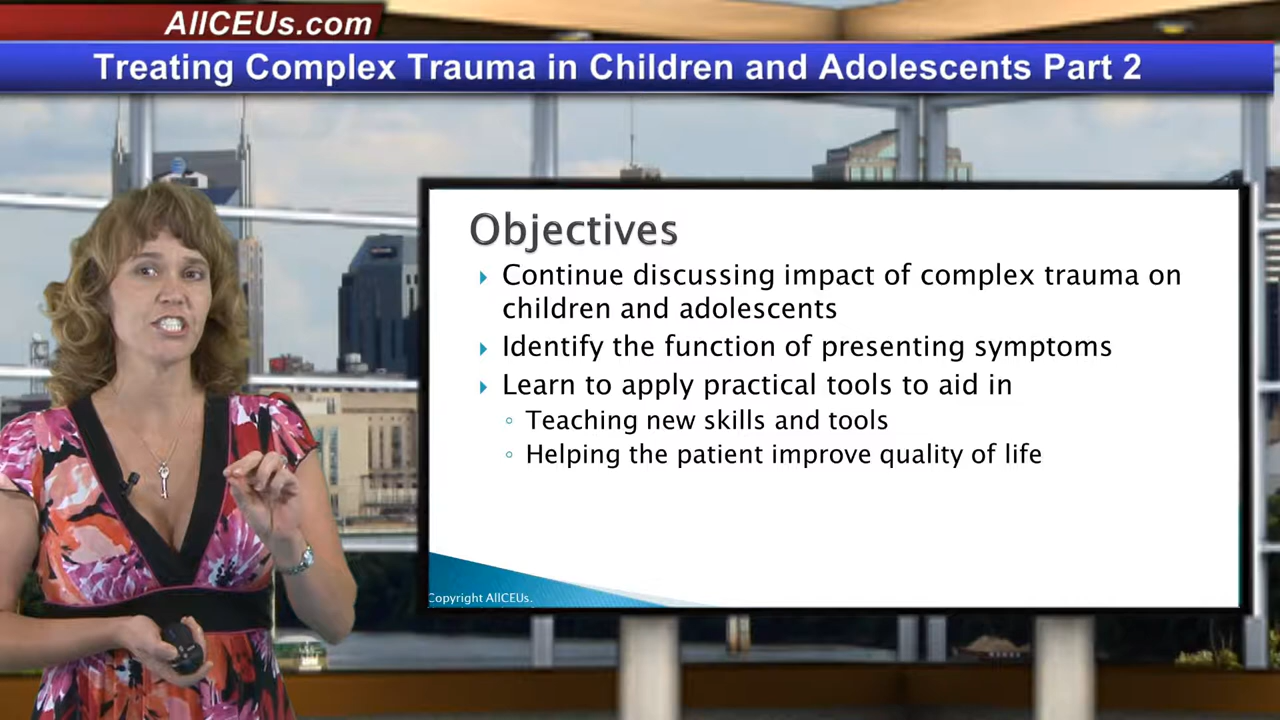 AllCEUs.com
Treating Complex Trauma in Children and Adolescents Part 2
Objectives
Continue discussing impact of complex trauma on
children and adolescents
Identify the function of presenting symptoms
Learn to apply practical tools to aid in
Teaching new skills and tools
Helping the patient improve quality of life
Copyright AllCEUs.